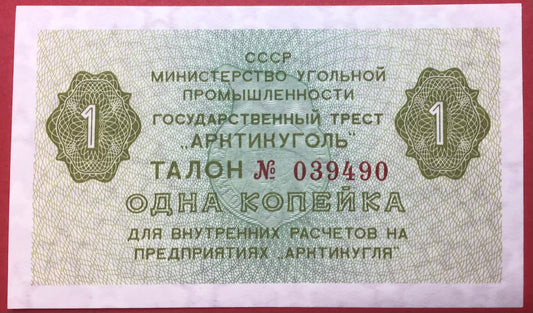 СССР
МИНИСТЕРСТВО УГОЛЬНОЙ
ПРОМЫШЛЕННОСТИ
ГОСУДАРСТВЕННЫЙ ТРЕСТ
„АРКТИКУГОЛЬ"
1 1
ТАЛОН № 039490
ОДНА КОПЕЙКА
ДЛЯ ВНУТРЕННИХ РАСЧЕТОВ НА
ПРЕДПРИЯТИЯХ „АРКТИКУГЛЯ"